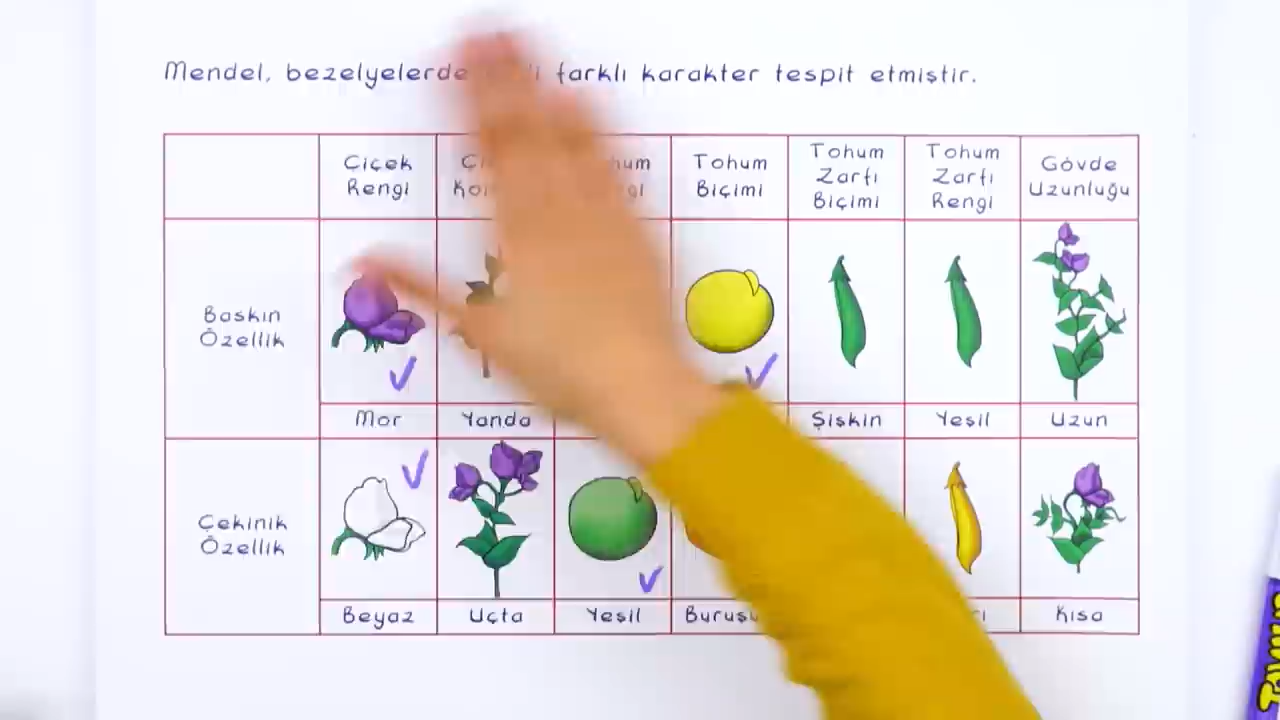 Mendel, bezelyelerde farklı karakter tespit etmiştir.
Çiçek Rengi
Tohum Biçimi
Tohum Zarfı Biçimi
Tohum Zarfı Rengi
Gövde Uzunluğu
Baskın Özellik
Mor
Yanda
Şişkin
Yeşil
Uzun
Çekinik Özellik
Beyaz
Uçta
Yeşil
Kısa